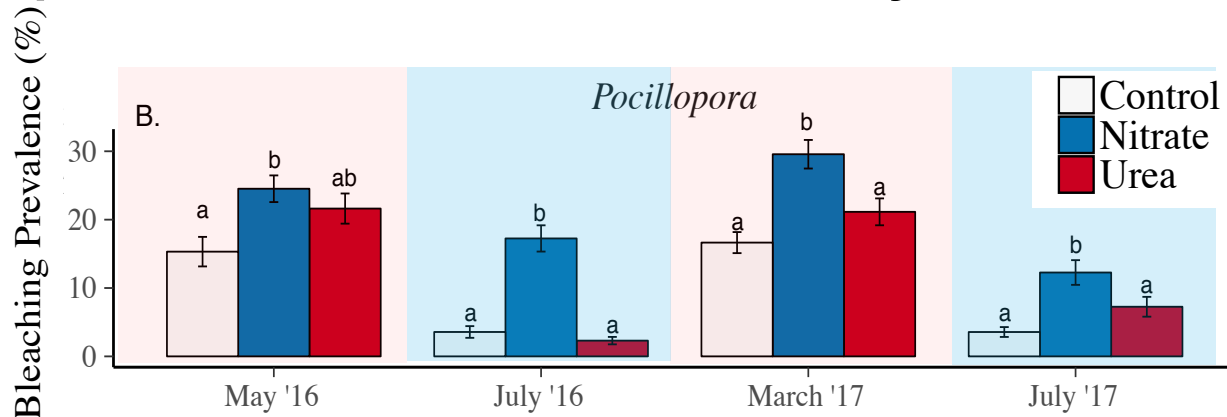 Bleaching Prevalence (%)
B.
Pocillopora
Control
Nitrate
Urea
30
20
10
0
a
b
ab
a
b
a
a
b
a
a
b
a
May '16
July '16
March '17
July '17